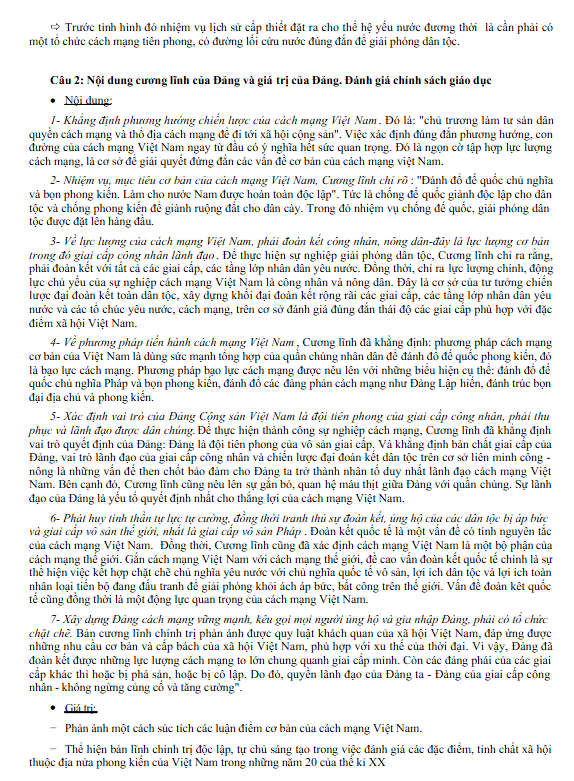 ⇨ Trước tình hình đó nhiệm vụ lịch sử cấp thiết đặt ra cho thế hệ yếu nước đương thời là cần phải có
một tổ chức cách mạng tiên phong, có đường lối cứu nước đúng đắn để giải phóng dân tộc.
Câu 2: Nội dung cương lĩnh của Đảng và giá trị của Đảng. Đánh giá chính sách giáo dục
• Nội dung:
1- Khẳng định phương hướng chiến lược của cách mạng Việt Nam. Đó là: "chủ trương làm tư sản dân
quyền cách mạng và thổ địa cách mạng để đi tới xã hội cộng sản". Việc xác định đúng đắn phương hướng, con
đường của cách mạng Việt Nam ngay từ đầu có ý nghĩa hết sức quan trọng. Đó là ngọn cờ tập hợp lực lượng
cách mạng, là cơ sở để giải quyết đứng đắn các vấn đề cơ bản của cách mạng việt Nam.
2- Nhiệm vụ, mục tiêu cơ bản của cách mạng Việt Nam, Cương lĩnh chỉ rõ : "Đánh đổ đế quốc chủ nghĩa
và bọn phong kiến. Làm cho nước Nam được hoàn toàn độc lập". Tức là chống đế quốc giành độc lập cho dân
tộc và chống phong kiến để giành ruộng đất cho dân cày. Trong đó nhiệm vụ chống đế quốc, giải phóng dân
tộc được đặt lên hàng đầu.
3- Về lực lượng của cách mạng Việt Nam, phải đoàn kết công nhân, nông dân-đây là lực lượng cơ bản
trong đó giai cấp công nhân lãnh đạo. Để thực hiện sự nghiệp giải phóng dân tộc, Cương lĩnh chỉ ra rằng,
phải đoàn kết với tất cả các giai cấp, các tầng lớp nhân dân yêu nước. Đồng thời, chỉ ra lực lượng chính, động
lực chủ yếu của sự nghiệp cách mạng Việt Nam là công nhân và nông dân. Đây là cơ sở của tư tưởng chiến
lược đại đoàn kết toàn dân tộc, xây dựng khối đại đoàn kết rộng rãi các giai cấp, các tầng lớp nhân dân yêu
nước và các tổ chức yêu nước, cách mạng, trên cơ sở đánh giá đúng đắn thái độ các giai cấp phù hợp với đặc
điểm xã hội Việt Nam.
4- Về phương pháp tiến hành cách mạng Việt Nam, Cương lĩnh đã khẳng định: phương pháp cách mạng
cơ bản của Việt Nam là dùng sức mạnh tổng hợp của quần chúng nhân dân để đánh đổ đế quốc phong kiến, đó
là bạo lực cách mạng. Phương pháp bạo lực cách mạng được nêu lên với những biểu hiện cụ thể: đánh đổ đế
quốc chủ nghĩa Pháp và bọn phong kiến, đánh đổ các đảng phản cách mạng như Đảng Lập hiến, đánh trúc bọn
đại địa chủ và phong kiến.
5- Xác định vai trò của Đảng Cộng sản Việt Nam là đội tiên phong của giai cấp công nhân, phải thu
phục và lãnh đạo được dân chúng. Để thực hiện thành công sự nghiệp cách mạng, Cương lĩnh đã khẳng định
vai trò quyết định của Đảng: Đảng là đội tiên phong của vô sản giai cấp. Và khẳng định bản chất giai cấp của
Đảng, vai trò lãnh đạo của giai cấp công nhân và chiến lược đại đoàn kết dân tộc trên cơ sở liên minh công -
nông là những vấn đề then chốt bảo đảm cho Đảng ta trở thành nhân tố duy nhất lãnh đạo cách mạng Việt
Nam. Bên cạnh đó, Cương lĩnh cũng nêu lên sự gắn bó, quan hệ máu thịt giữa Đảng với quần chúng. Sự lãnh
đạo của Đảng là yếu tố quyết định nhất cho thắng lợi của cách mạng Việt Nam.
6- Phát huy tinh thần tự lực tự cường, đồng thời tranh thủ sự đoàn kết, ủng hộ của các dân tộc bị áp bức
và giai cấp vô sản thế giới, nhất là giai cấp vô sản Pháp . Đoàn kết quốc tế là một vấn đề có tính nguyên tắc
của cách mạng Việt Nam. Đồng thời, Cương lĩnh cũng đã xác định cách mạng Việt Nam là một bộ phận của
cách mạng thế giới. Gắn cách mạng Việt Nam với cách mạng thế giới, đề cao vấn đoàn kết quốc tế chính là sự
thể hiện việc kết hợp chặt chẽ chủ nghĩa yêu nước với chủ nghĩa quốc tế vô sản, lợi ích dân tộc và lợi ích toàn
nhân loại tiến bộ đang đấu tranh để giải phóng khỏi ách áp bức, bất công trên thế giới. Vấn đề đoàn kết quốc
tế cũng đồng thời là một động lực quan trọng của cách mạng Việt Nam.
7- Xây dựng Đảng cách mạng vững mạnh, kêu gọi mọi người ủng hộ và gia nhập Đảng, phải có tổ chức
chặt chẽ. Bản cương lĩnh chính trị phản ánh được quy luật khách quan của xã hội Việt Nam, đáp ứng được
những nhu cầu cơ bản và cấp bách của xã hội Việt Nam, phù hợp với xu thế của thời đại. Vì vậy, Đảng đã
đoàn kết được những lực lượng cách mạng to lớn chung quanh giai cấp mình. Còn các đảng phái của các giai
cấp khác thì hoặc bị phá sản, hoặc bị cô lập. Do đó, quyền lãnh đạo của Đảng ta - Đảng của giai cấp công
nhân - không ngừng củng cố và tăng cường".
• Giá trị:
− Phản ánh một cách súc tích các luận điểm cơ bản của cách mạng Việt Nam.
− Thể hiện bản lĩnh chính trị độc lập, tự chủ sáng tạo trong việc đánh giá các đặc điểm, tính chất xã hội
thuộc địa nửa phong kiến của Việt Nam trong những năm 20 của thế kỉ XX